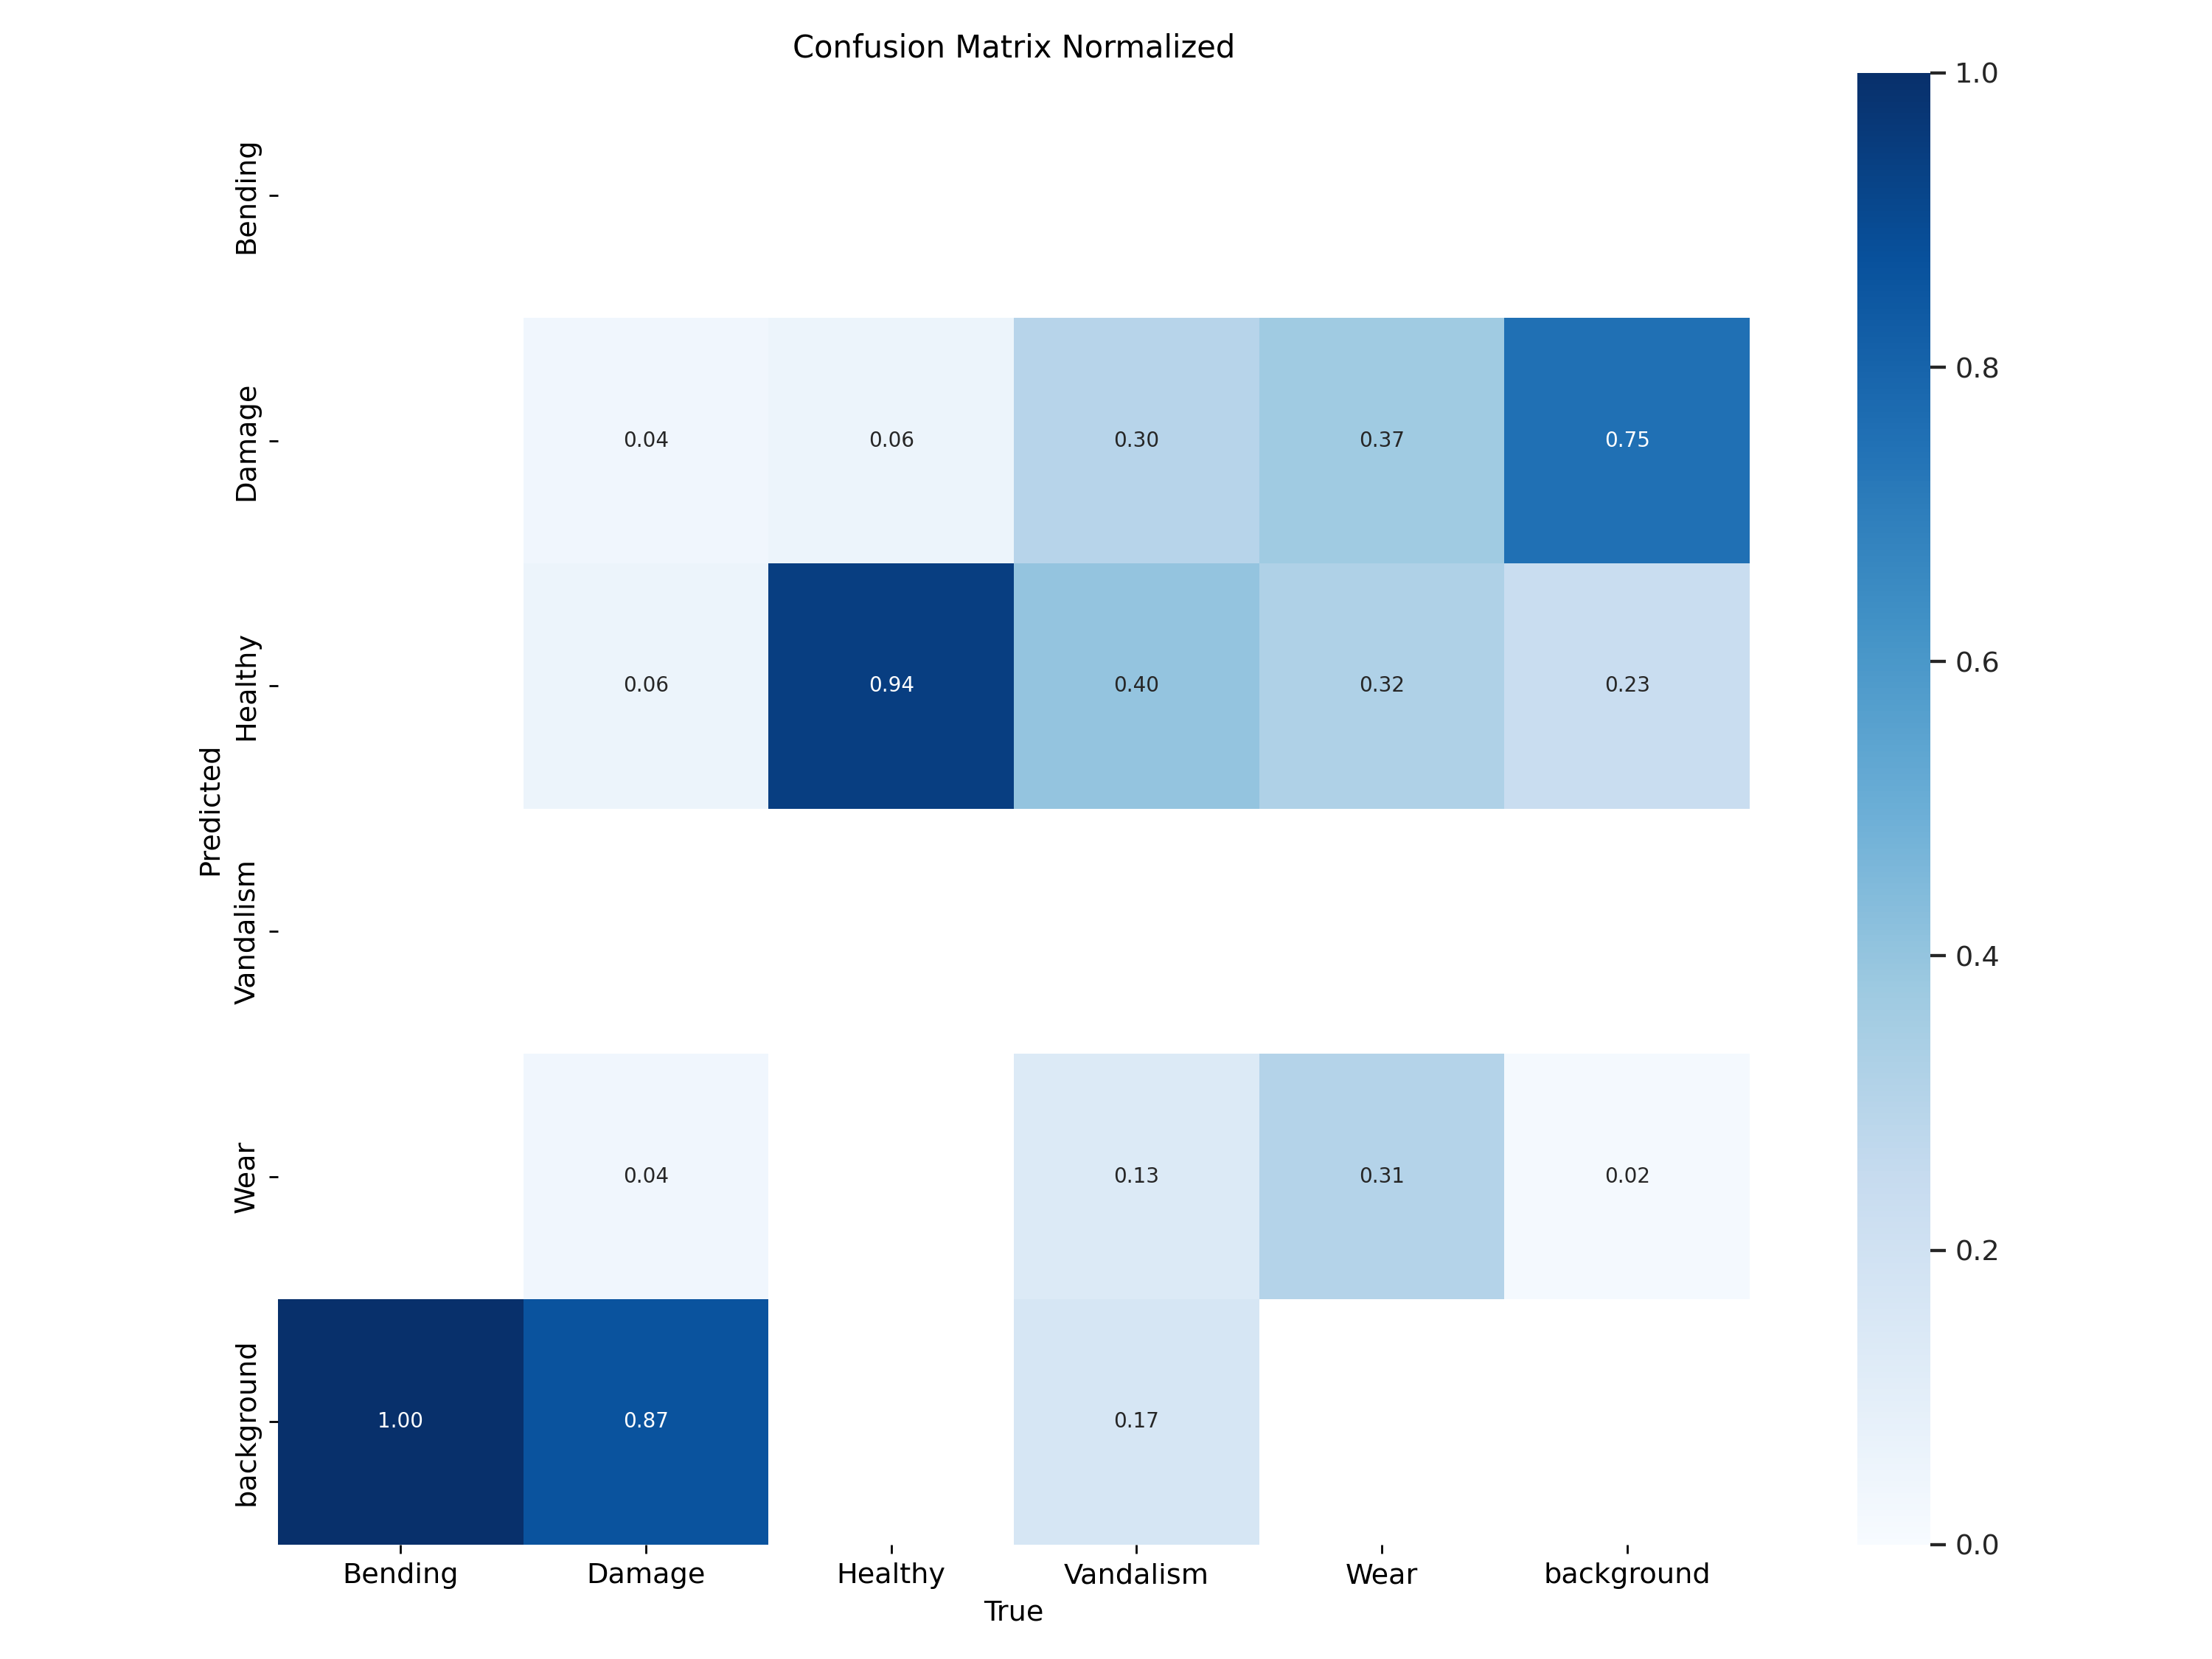 Confusion Matrix Normalized
1.0
Bending
Damage
0.04
0.06
0.30
0.37
0.75
0.8
Healthy
0.06
0.94
0.40
0.32
0.23
0.6
Predicted
Vandalism
0.4
Wear
0.04
0.13
0.31
0.02
0.2
background
1.00
0.87
0.17
0.0
Bending
Damage
Healthy
Vandalism
Wear
background
True